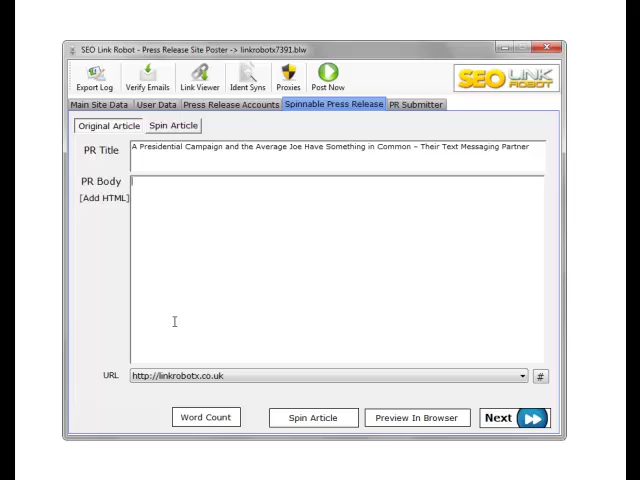 SEO Link Robot - Press Release Site Poster -> linkrobotx7391.blw
Export Log Verify Emails Link Viewer Ident Syns Proxies Post Now
SEO LINK ROBOT
Main Site Data User Data Press Release Accounts Spinnable Press Release PR Submitter
Original Article Spin Article
PR Title A Presidential Campaign and the Average Joe Have Something in Common – Their Text Messaging Partner
PR Body
[Add HTML]
URL http://linkrobotx.co.uk #
Word Count Spin Article Preview In Browser Next